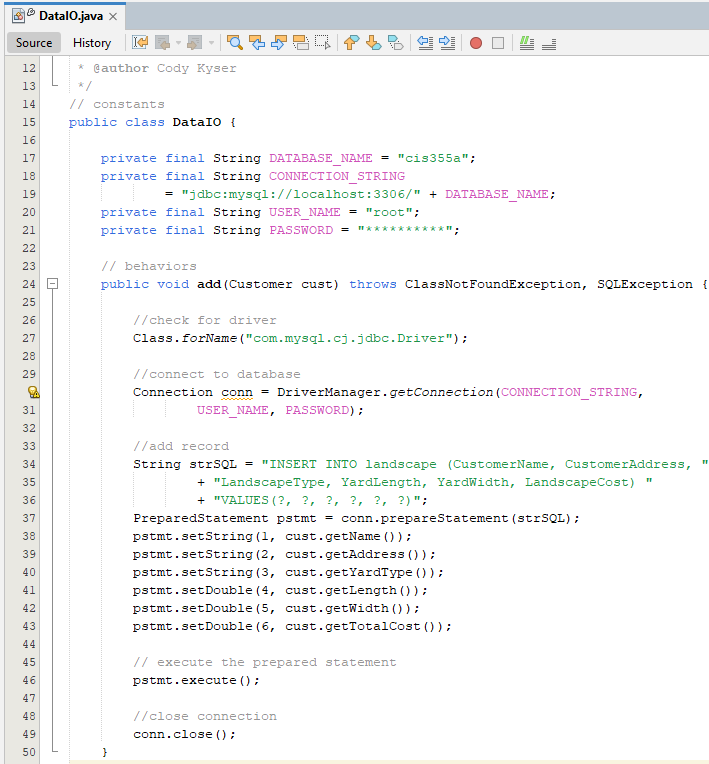 DataIO.java
Source History
12 * @author Cody Kyser
13 */
14 // constants
15 public class DataIO {
16
17 private final String DATABASE_NAME = "cis355a";
18 private final String CONNECTION_STRING
19 = "jdbc:mysql://localhost:3306/" + DATABASE_NAME;
20 private final String USER_NAME = "root";
21 private final String PASSWORD = "**********";
22
23 // behaviors
24 public void add(Customer cust) throws ClassNotFoundException, SQLException {
25
26 //check for driver
27 Class.forName("com.mysql.cj.jdbc.Driver");
28
29 //connect to database
Connection conn = DriverManager.getConnection(CONNECTION_STRING,
31 USER_NAME, PASSWORD);
32
33 //add record
34 String strSQL = "INSERT INTO landscape (CustomerName, CustomerAddress, "
35 + "LandscapeType, YardLength, YardWidth, LandscapeCost) "
36 + "VALUES(?, ?, ?, ?, ?, ?)";
37 PreparedStatement pstmt = conn.prepareStatement(strSQL);
38 pstmt.setString(1, cust.getName());
39 pstmt.setString(2, cust.getAddress());
40 pstmt.setString(3, cust.getYardType());
41 pstmt.setDouble(4, cust.getLength());
42 pstmt.setDouble(5, cust.getWidth());
43 pstmt.setDouble(6, cust.getTotalCost());
44
45 // execute the prepared statement
46 pstmt.execute();
47
48 //close connection
49 conn.close();
50 }